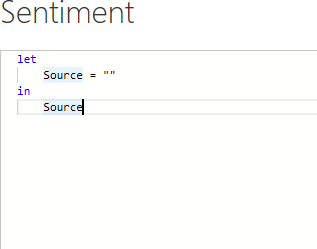 Sentiment
let
    Source = ""
in
    Source